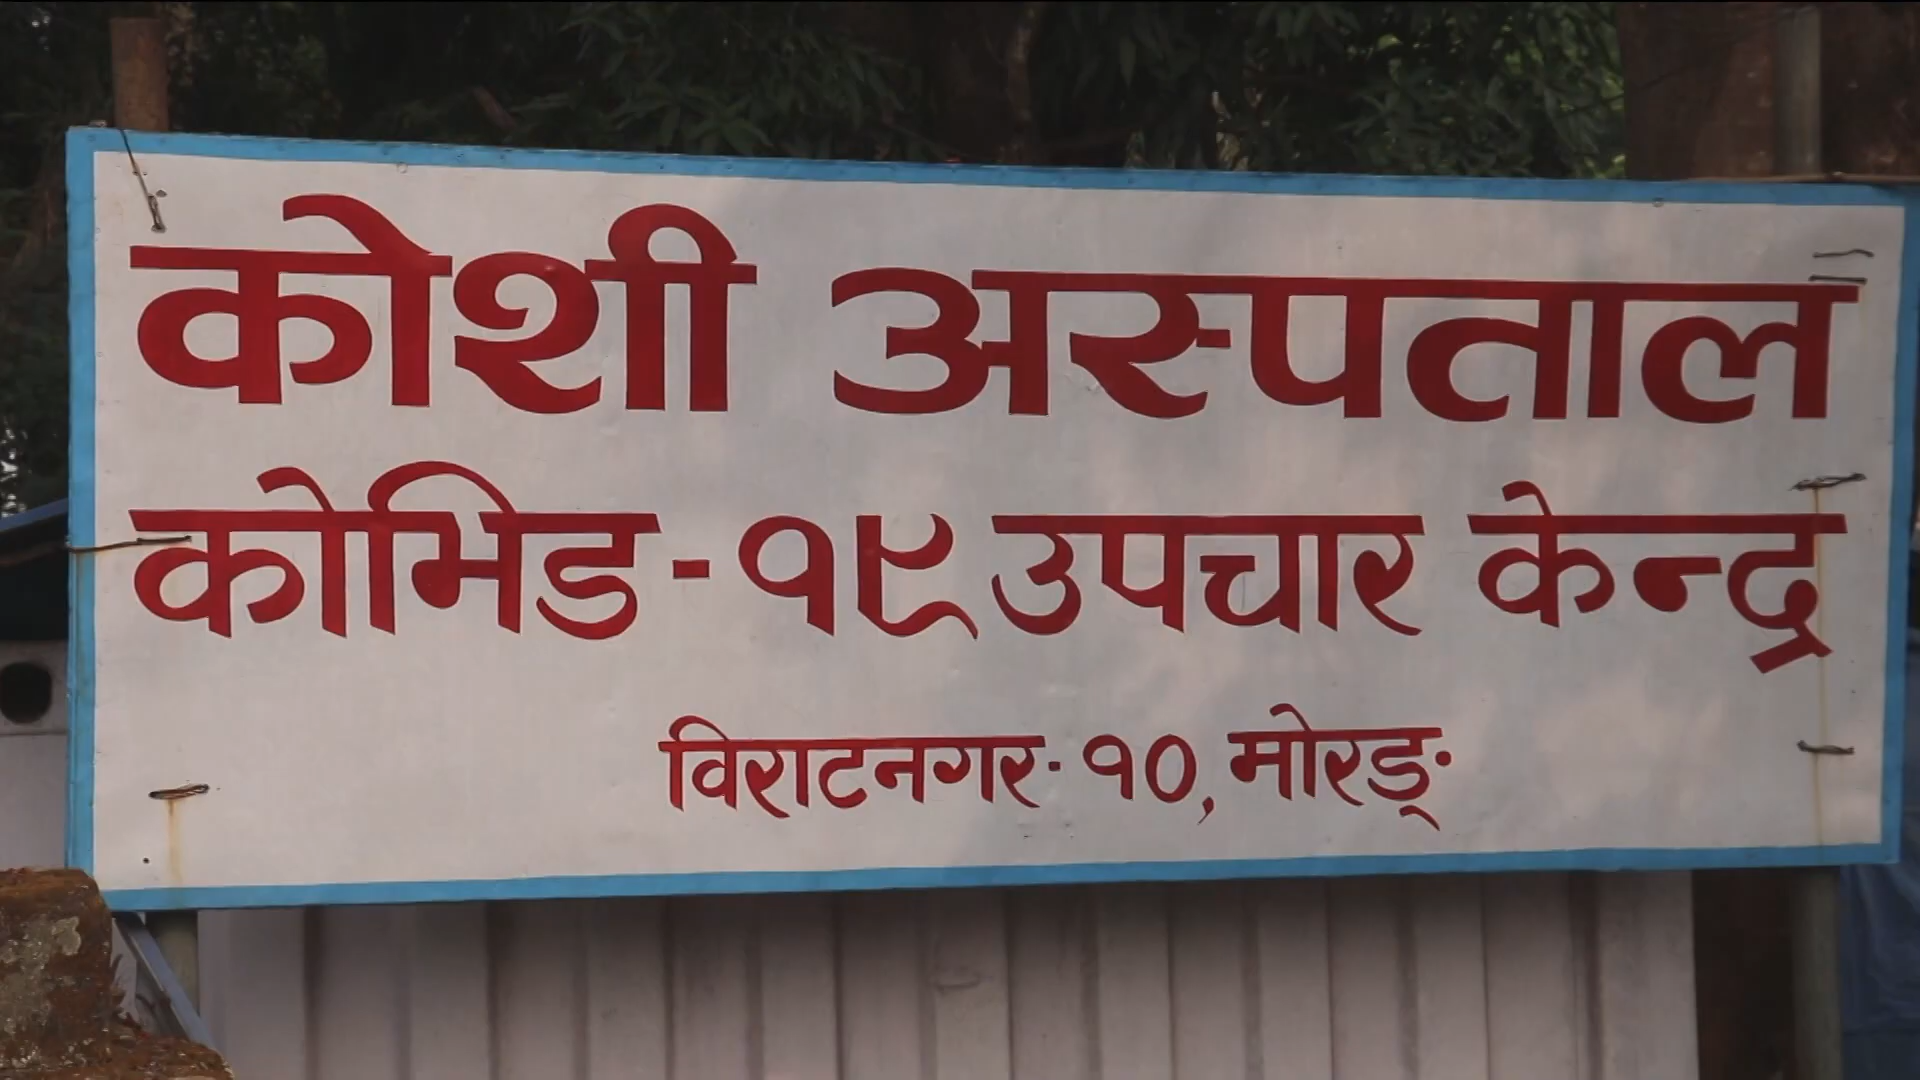 कोशी अस्पताल
कोभिड - १९ उपचार केन्द्र
विराटनगर - १०, मोरङ्